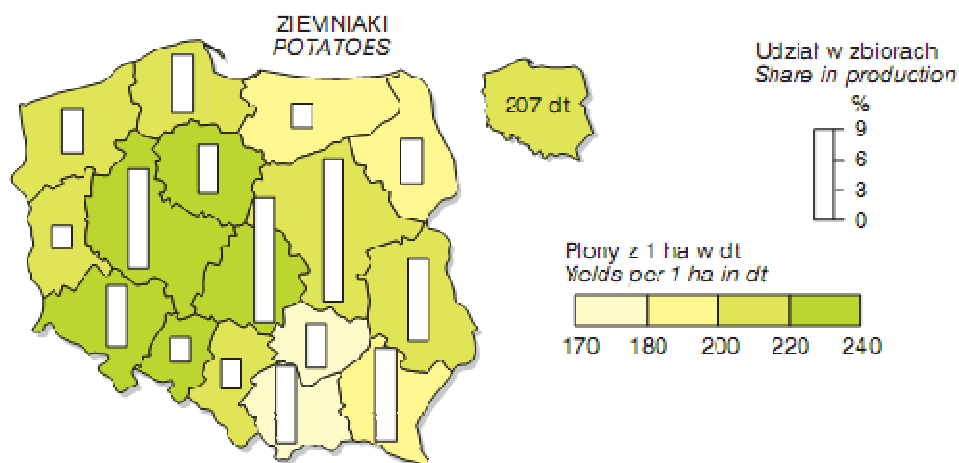 ZIEMNIAKI
POTATOES
207 dt
Udział w zbiorach
Share in production
%
9
6
3
0
Plony z 1 ha w dt
Yields per 1 ha in dt
170 180 200 220 240